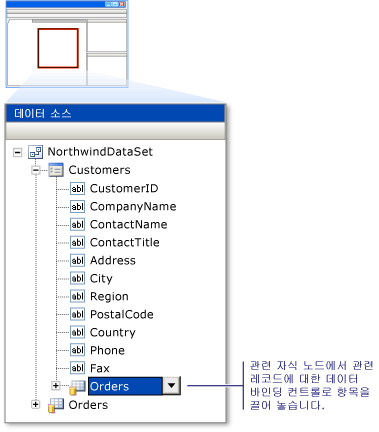 데이터 소스
NorthwindDataSet
Customers
abl CustomerID
abl CompanyName
abl ContactName
abl ContactTitle
abl Address
abl City
abl Region
abl PostalCode
abl Country
abl Phone
abl Fax
Orders
Orders
관련 자식 노드에서 관련
레코드에 대한 데이터
바인딩 컨트롤로 항목을
끌어 놓습니다.